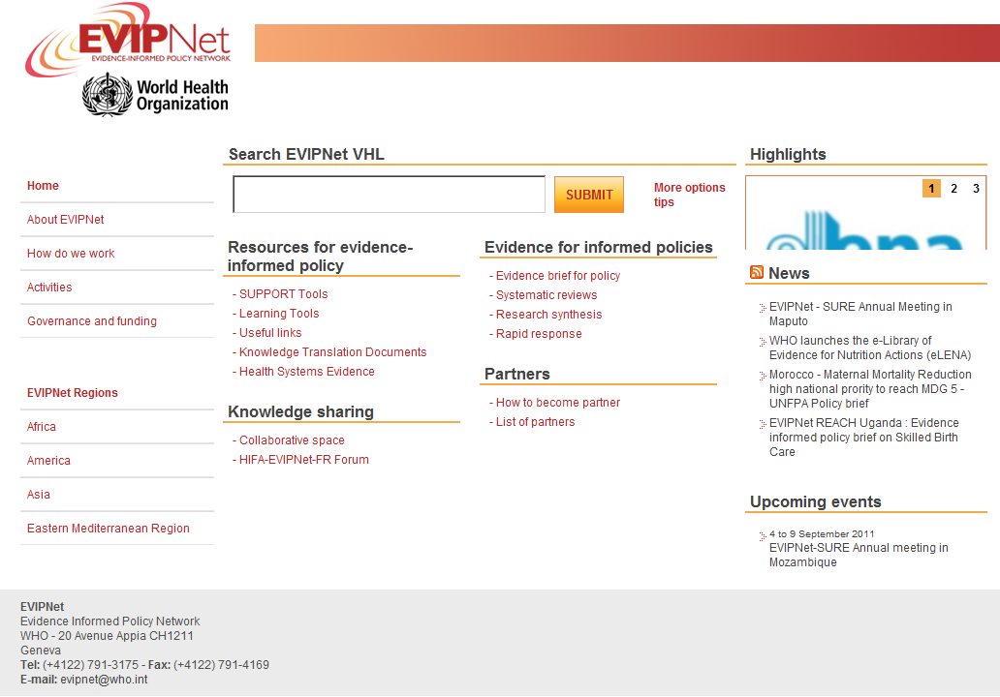 EVIPNet
EVIDENCE-INFORMED POLICY NETWORK
World Health
Organization
Home
About EVIPNet
How do we work
Activities
Governance and funding
EVIPNet Regions
Africa
America
Asia
Eastern Mediterranean Region
Search EVIPNet VHL
SUBMIT
More options
tips
Resources for evidence-
informed policy
- SUPPORT Tools
- Learning Tools
- Useful links
- Knowledge Translation Documents
- Health Systems Evidence
Knowledge sharing
- Collaborative space
- HIFA-EVIPNet-FR Forum
Evidence for informed policies
- Evidence brief for policy
- Systematic reviews
- Research synthesis
- Rapid response
Partners
- How to become partner
- List of partners
Highlights
1 2 3
News
EVIPNet - SURE Annual Meeting in
Maputo
WHO launches the e-Library of
Evidence for Nutrition Actions (eLENA)
Morocco - Maternal Mortality Reduction
high national prority to reach MDG 5 -
UNFPA Policy brief
EVIPNet REACH Uganda : Evidence
informed policy brief on Skilled Birth
Care
Upcoming events
4 to 9 September 2011
EVIPNet-SURE Annual meeting in
Mozambique
EVIPNet
Evidence Informed Policy Network
WHO - 20 Avenue Appia CH1211
Geneva
Tel: (+4122) 791-3175 - Fax: (+4122) 791-4169
E-mail: evipnet@who.int